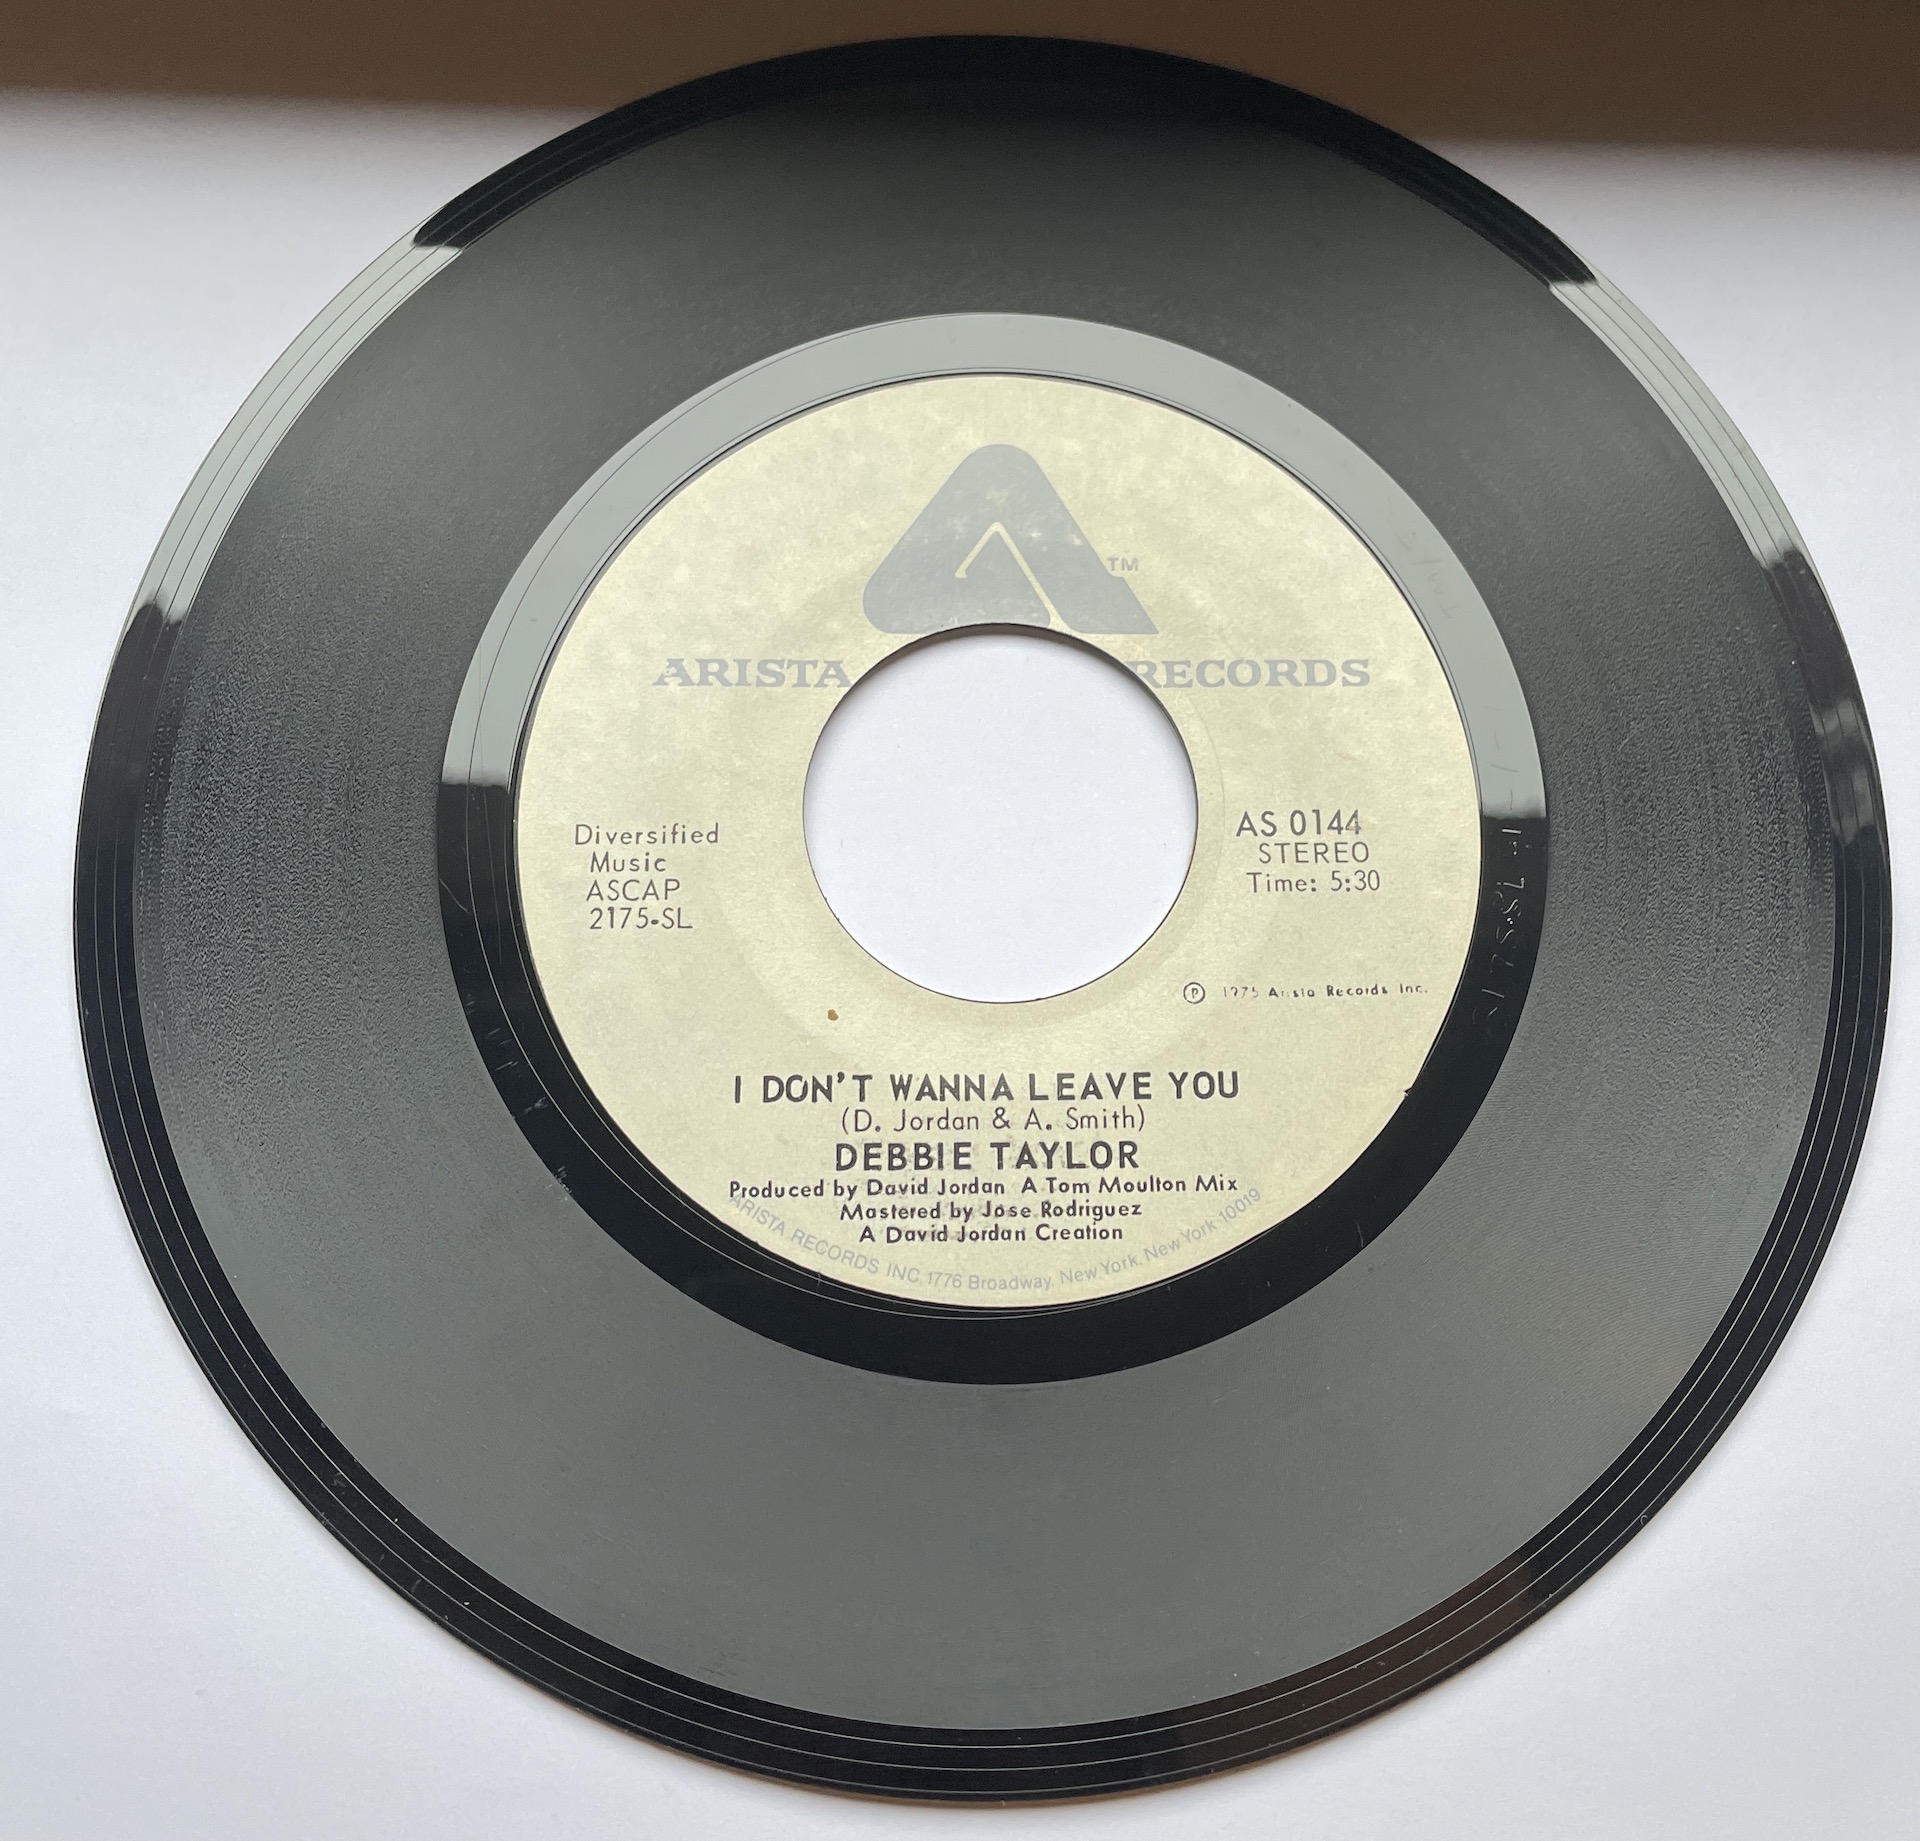 TM
ARISTA RECORDS
Diversified
Music
ASCAP
2175-SL
AS 0144
STEREO
Time: 5:30
Ⓟ 1975 Arista Records Inc.
I DON'T WANNA LEAVE YOU
(D. Jordan & A. Smith)
DEBBIE TAYLOR
Produced by David Jordan A Tom Moulton Mix
Mastered by Jose Rodriguez
A David Jordan Creation
ARISTA RECORDS INC. 1776 Broadway, New York, New York 10019